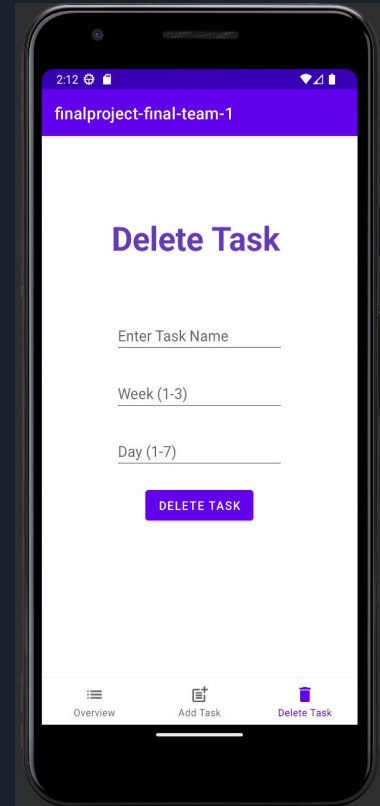 2:12
finalproject-final-team-1
Delete Task
Enter Task Name
Week (1-3)
Day (1-7)
DELETE TASK
Overview Add Task Delete Task